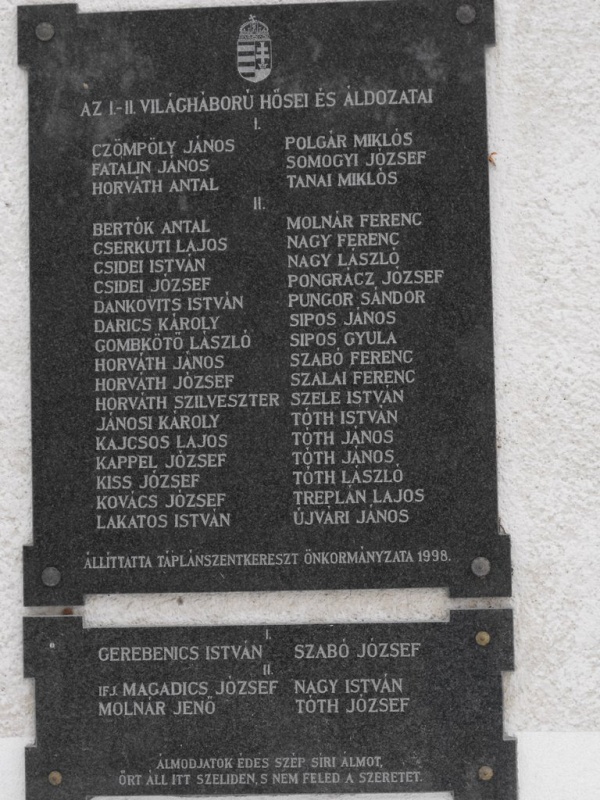 AZ I.-II. VILÁGHÁBORÚ HŐSEI ÉS ÁLDOZATAI
I.
CZÖMPÖLY JÁNOS POLGÁR MIKLÓS
FATALIN JÁNOS SOMOGYI JÓZSEF
HORVÁTH ANTAL TANAI MIKLÓS
II.
BERTÓK ANTAL MOLNÁR FERENC
CSERKUTI LAJOS NAGY FERENC
CSIDEI ISTVÁN NAGY LÁSZLÓ
CSIDEI JÓZSEF PONGRÁCZ JÓZSEF
DANKOVITS ISTVÁN PUNGOR SÁNDOR
DARICS KÁROLY SIPOS JÁNOS
GOMBKÖTŐ LÁSZLÓ SIPOS GYULA
HORVÁTH JÁNOS SZABÓ FERENC
HORVÁTH JÓZSEF SZALAI FERENC
HORVÁTH SZILVESZTER SZELE ISTVÁN
JÁNOSI KÁROLY TÓTH ISTVÁN
KAJCSOS LAJOS TÓTH JÁNOS
KAPPEL JÓZSEF TÓTH JÁNOS
KISS JÓZSEF TÓTH LÁSZLÓ
KOVÁCS JÓZSEF TREPLÁN LAJOS
LAKATOS ISTVÁN ÚJVÁRI JÁNOS
ÁLLÍTTATTA TÁPLÁNSZENTKERESZT ÖNKORMÁNYZATA 1998.
I.
GEREBENICS ISTVÁN SZABÓ JÓZSEF
II.
IFJ. MAGADICS JÓZSEF NAGY ISTVÁN
MOLNÁR JENŐ TÓTH JÓZSEF
ÁLMODJATOK ÉDES SZÉP SÍRI ÁLMOT,
ŐRT ÁLL ITT SZELÍDEN, S NEM FELED A SZERETET.